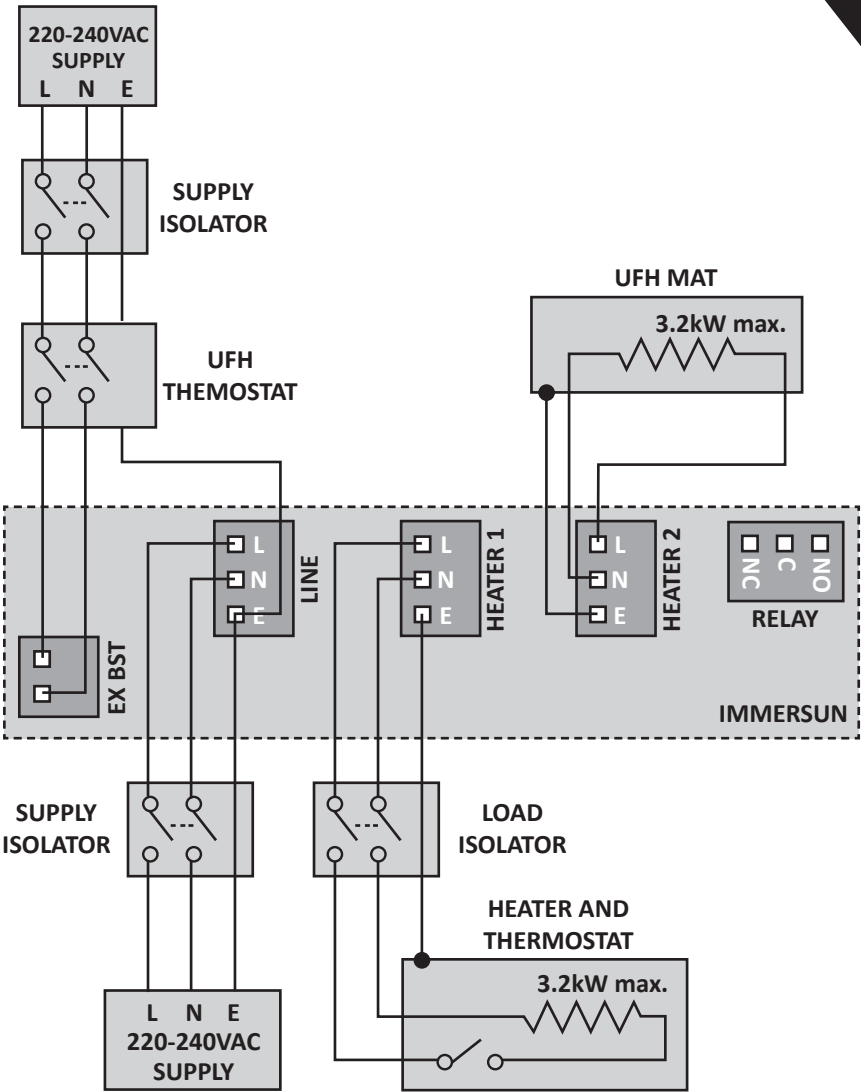 220-240VAC
SUPPLY
L N E
SUPPLY
ISOLATOR
UFH
THEMOSTAT
UFH MAT
3.2kW max.
L
N
E
LINE
L
N
E
HEATER 1
L
N
E
HEATER 2
NC
C
NO
RELAY
EX BST
IMMERSUN
SUPPLY
ISOLATOR
LOAD
ISOLATOR
HEATER AND
THERMOSTAT
3.2kW max.
L N E
220-240VAC
SUPPLY